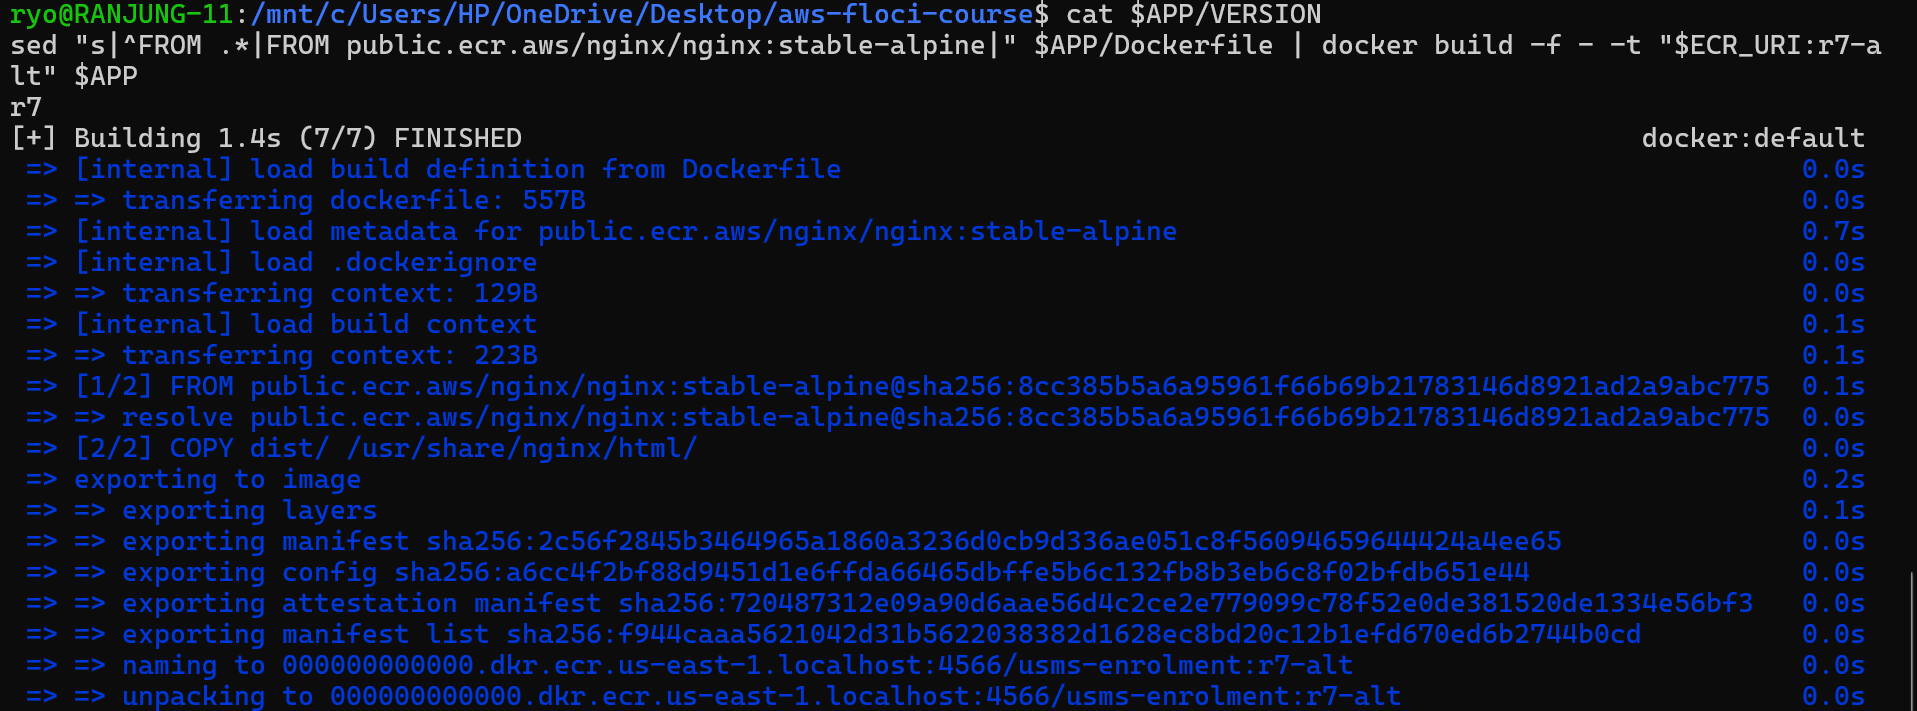 ryo@RANJUNG-11:/mnt/c/Users/HP/OneDrive/Desktop/aws-floci-course$ cat $APP/VERSION
sed "s|^FROM .*|FROM public.ecr.aws/nginx/nginx:stable-alpine|" $APP/Dockerfile | docker build -f - -t "$ECR_URI:r7-a
lt" $APP
r7
[+] Building 1.4s (7/7) FINISHED docker:default
=> [internal] load build definition from Dockerfile 0.0s
=> => transferring dockerfile: 557B 0.0s
=> [internal] load metadata for public.ecr.aws/nginx/nginx:stable-alpine 0.7s
=> [internal] load .dockerignore 0.0s
=> => transferring context: 129B 0.0s
=> [internal] load build context 0.1s
=> => transferring context: 223B 0.1s
=> [1/2] FROM public.ecr.aws/nginx/nginx:stable-alpine@sha256:8cc385b5a6a95961f66b69b21783146d8921ad2a9abc775 0.1s
=> => resolve public.ecr.aws/nginx/nginx:stable-alpine@sha256:8cc385b5a6a95961f66b69b21783146d8921ad2a9abc775 0.0s
=> [2/2] COPY dist/ /usr/share/nginx/html/ 0.0s
=> exporting to image 0.2s
=> => exporting layers 0.1s
=> => exporting manifest sha256:2c56f2845b3464965a1860a3236d0cb9d336ae051c8f56094659644424a4ee65 0.0s
=> => exporting config sha256:a6cc4f2bf88d9451d1e6ffda66465dbffe5b6c132fb8b3eb6c8f02bfdb651e44 0.0s
=> => exporting attestation manifest sha256:720487312e09a90d6aae56d4c2ce2e779099c78f52e0de381520de1334e56bf3 0.0s
=> => exporting manifest list sha256:f944caaa5621042d31b5622038382d1628ec8bd20c12b1efd670ed6b2744b0cd 0.0s
=> => naming to 000000000000.dkr.ecr.us-east-1.localhost:4566/usms-enrolment:r7-alt 0.0s
=> => unpacking to 000000000000.dkr.ecr.us-east-1.localhost:4566/usms-enrolment:r7-alt 0.0s